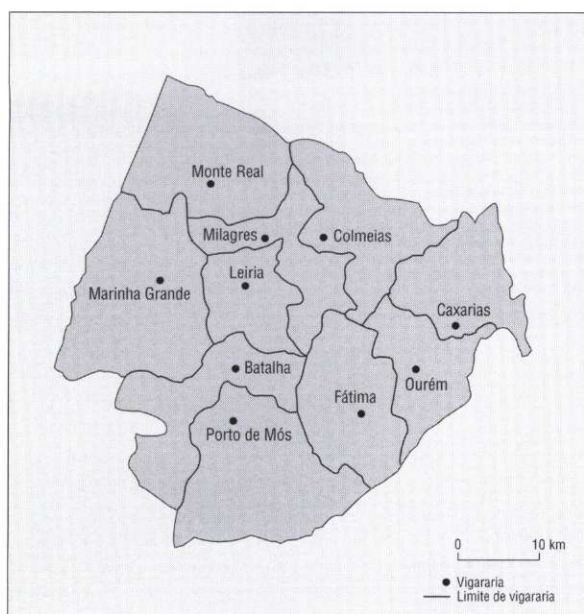 Monte Real
Milagres
Colmeias
Leiria
Marinha Grande
Caxarias
Batalha
Ourém
Fátima
Porto de Mós
0 10 km
Vigararia
Limite de vigararia